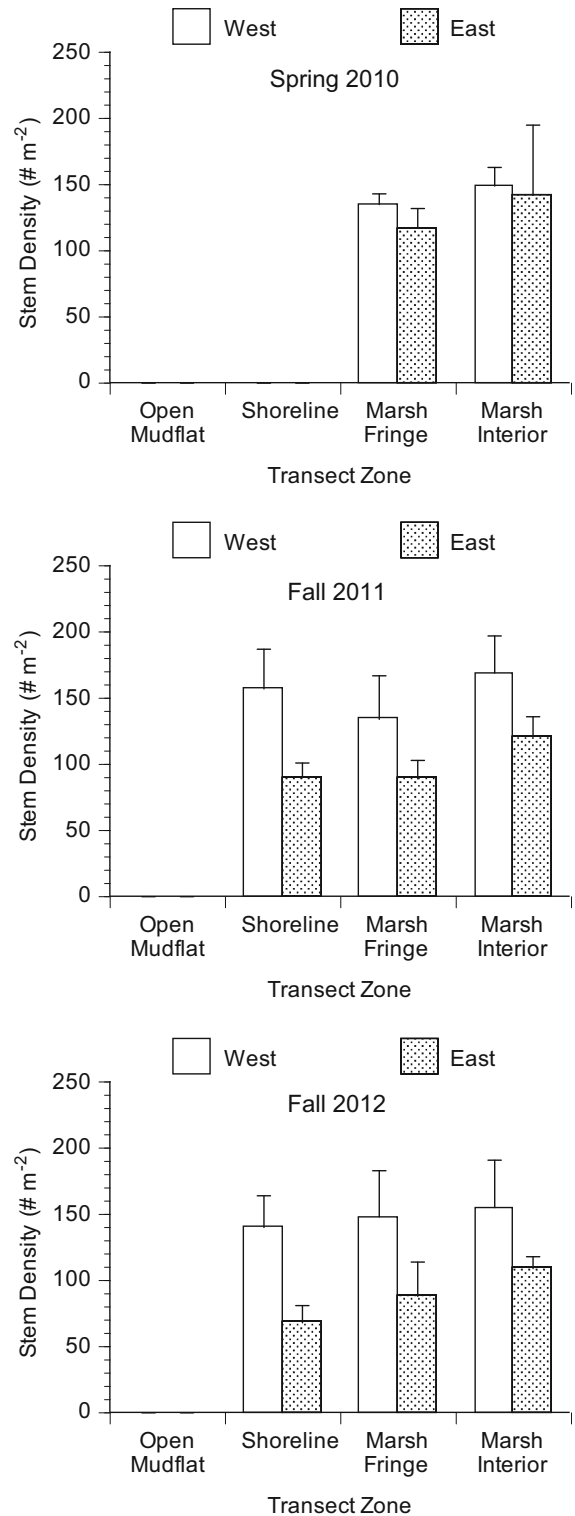 West East
Spring 2010
250
200
150
100
50
0
Stem Density (# m-2)
Open Mudflat Shoreline Marsh Fringe Marsh Interior
Transect Zone
West East
Fall 2011
250
200
150
100
50
0
Stem Density (# m-2)
Open Mudflat Shoreline Marsh Fringe Marsh Interior
Transect Zone
West East
Fall 2012
250
200
150
100
50
0
Stem Density (# m-2)
Open Mudflat Shoreline Marsh Fringe Marsh Interior
Transect Zone